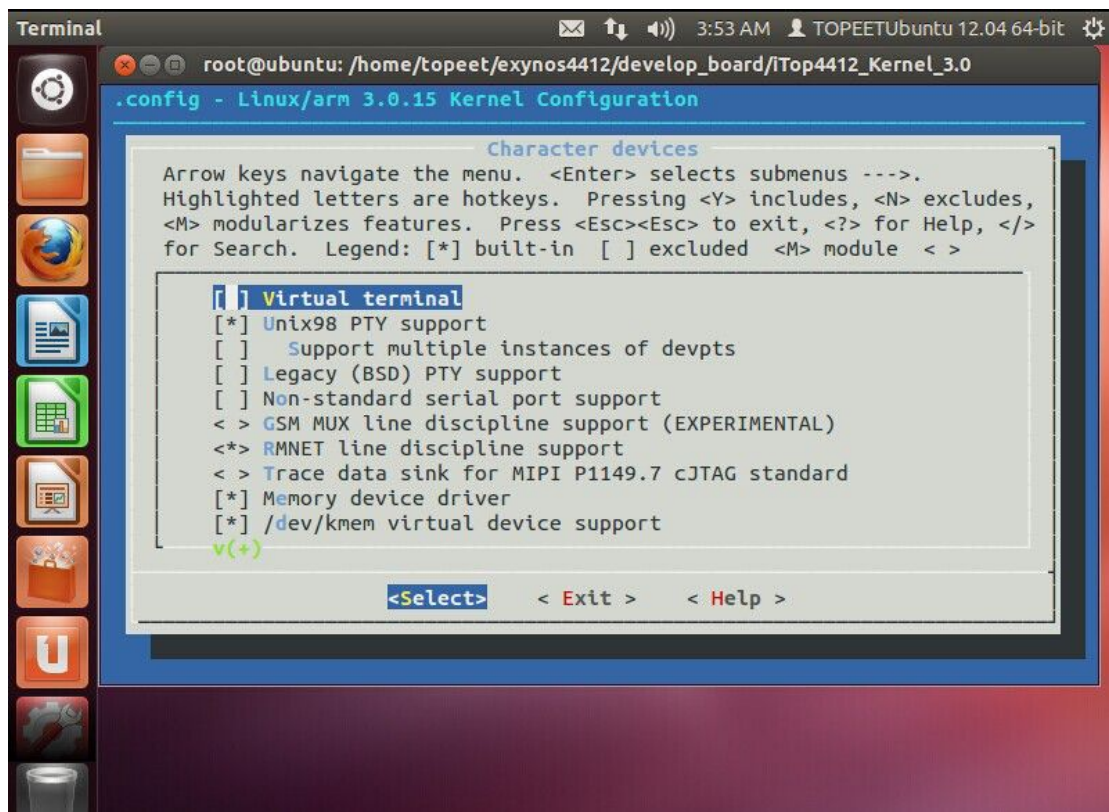 Terminal 3:53 AM TOPEETUbuntu 12.04 64-bit
root@ubuntu: /home/topeet/exynos4412/develop_board/iTop4412_Kernel_3.0
.config - Linux/arm 3.0.15 Kernel Configuration
Character devices
Arrow keys navigate the menu. <Enter> selects submenus --->.
Highlighted letters are hotkeys. Pressing <Y> includes, <N> excludes,
<M> modularizes features. Press <Esc><Esc> to exit, <?> for Help, </>
for Search. Legend: [*] built-in [ ] excluded <M> module < >
[ ] Virtual terminal
[*] Unix98 PTY support
[ ] Support multiple instances of devpts
[ ] Legacy (BSD) PTY support
[ ] Non-standard serial port support
< > GSM MUX line discipline support (EXPERIMENTAL)
<*> RMNET line discipline support
< > Trace data sink for MIPI P1149.7 cJTAG standard
[*] Memory device driver
[*] /dev/kmem virtual device support
v(+)
<Select> < Exit > < Help >